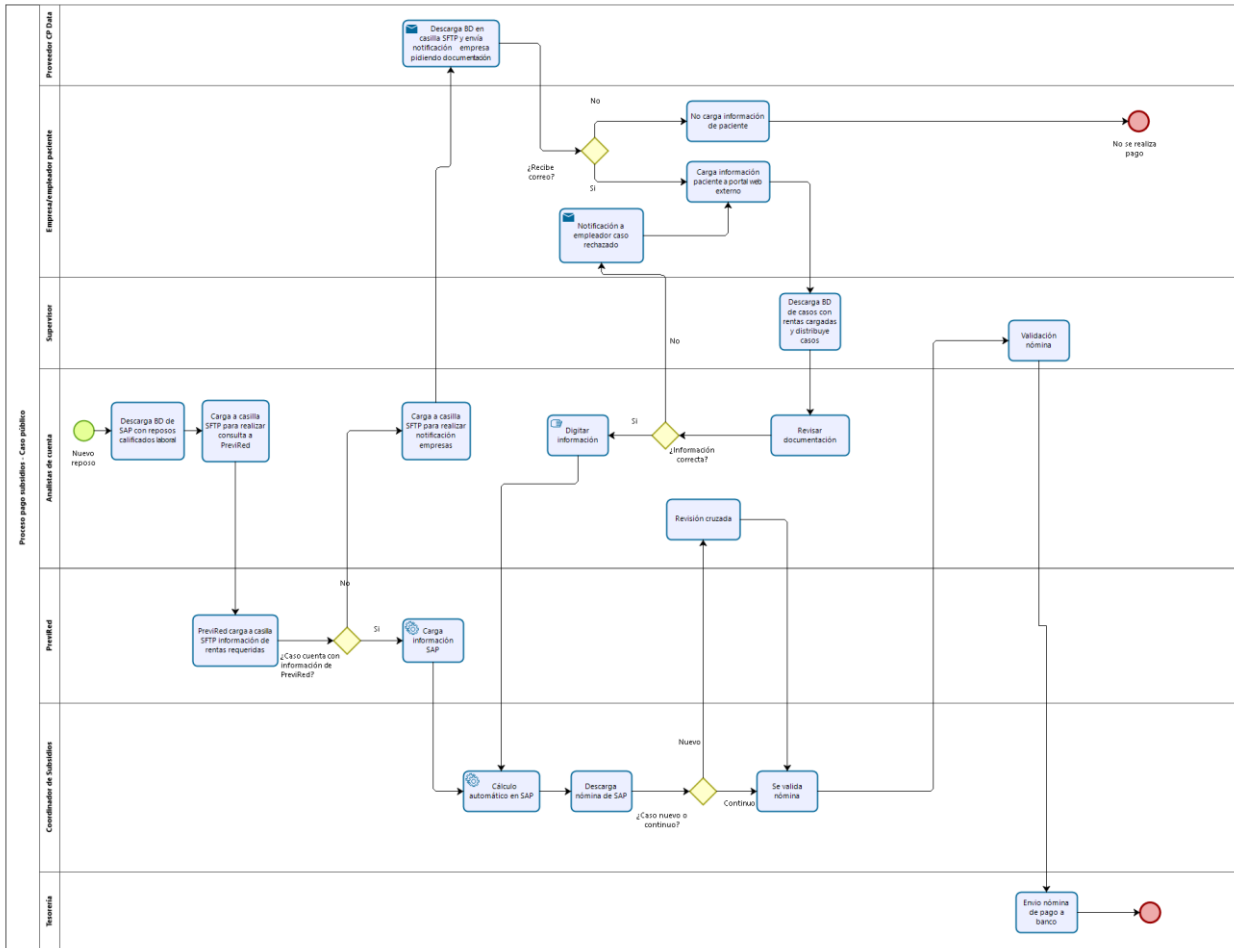 Proceso pago subsidios - Caso público
Proveedor CP Data
Descarga BD en
casilla SFTP y envía
notificación empresa
pidiendo documentación
Empresa/empleador paciente
No
¿Recibe
correo?
Si
No carga información
de paciente
No se realiza
pago
Carga información
paciente a portal web
externo
Notificación a
empleador caso
rechazado
Supervisor
Descarga BD
de casos con
rentas cargadas
y distribuye
casos
Validación
nómina
No
Analistas de cuenta
Nuevo
reposo
Descarga BD de
SAP con reposos
calificados laboral
Carga a casilla
SFTP para realizar
consulta a
PreviRed
Carga a casilla
SFTP para realizar
notificación
empresas
Digitar
información
Si
¿Información
correcta?
Revisar
documentación
Revisión cruzada
PreviRed
No
PreviRed carga a casilla
SFTP información de
rentas requeridas
¿Caso cuenta con
información de
PreviRed?
Si
Carga
información
SAP
Coordinador de Subsidios
Nuevo
Cálculo
automático en SAP
Descarga
nómina de SAP
¿Caso nuevo o
continuo?
Continuo
Se valida
nómina
Tesorería
Envio nómina
de pago a
banco